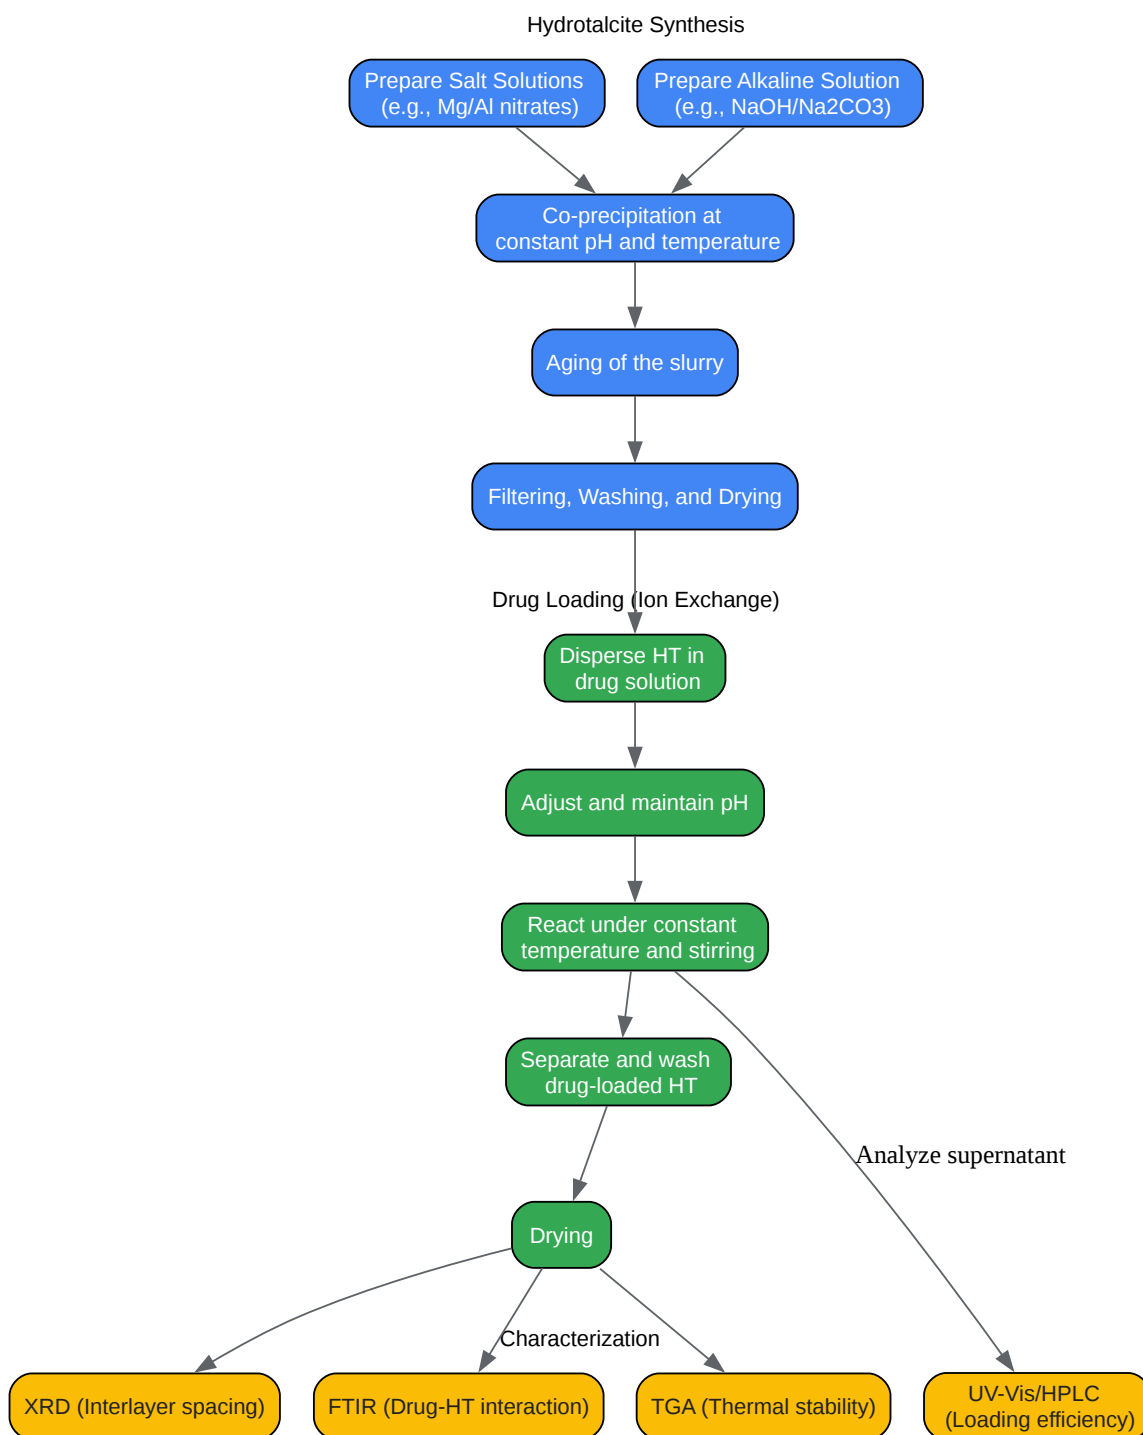 Hydrotalcite Synthesis
Prepare Salt Solutions
(e.g., Mg/Al nitrates)
Prepare Alkaline Solution
(e.g., NaOH/Na2CO3)
Co-precipitation at
constant pH and temperature
Aging of the slurry
Filtering, Washing, and Drying
Drug Loading (Ion Exchange)
Disperse HT in
drug solution
Adjust and maintain pH
React under constant
temperature and stirring
Separate and wash
drug-loaded HT
Analyze supernatant
Drying
Characterization
XRD (Interlayer spacing)
FTIR (Drug-HT interaction)
TGA (Thermal stability)
UV-Vis/HPLC
(Loading efficiency)